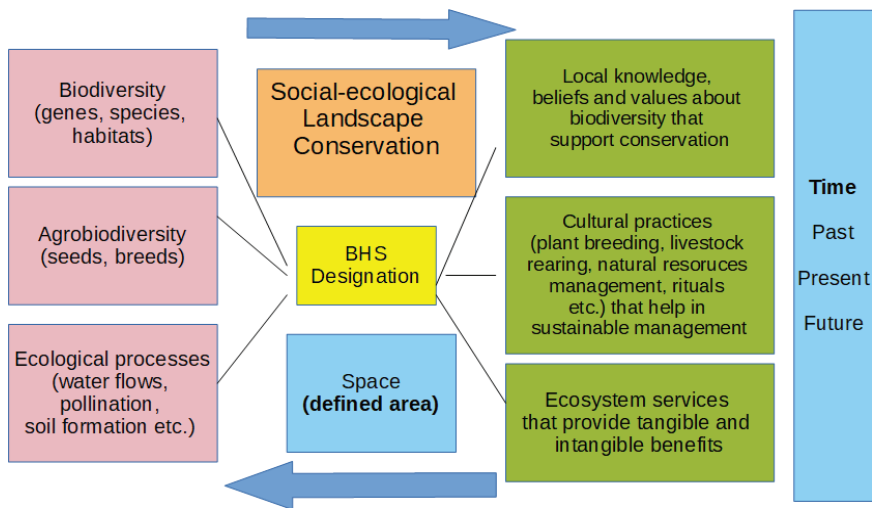 Biodiversity
(genes, species,
habitats)
Agrobiodiversity
(seeds, breeds)
Ecological processes
(water flows,
pollination,
soil formation etc.)
Social-ecological
Landscape
Conservation
BHS
Designation
Space
(defined area)
Local knowledge,
beliefs and values about
biodiversity that
support conservation
Cultural practices
(plant breeding, livestock
rearing, natural resoruces
management, rituals
etc.) that help in
sustainable management
Ecosystem services
that provide tangible and
intangible benefits
Time
Past
Present
Future